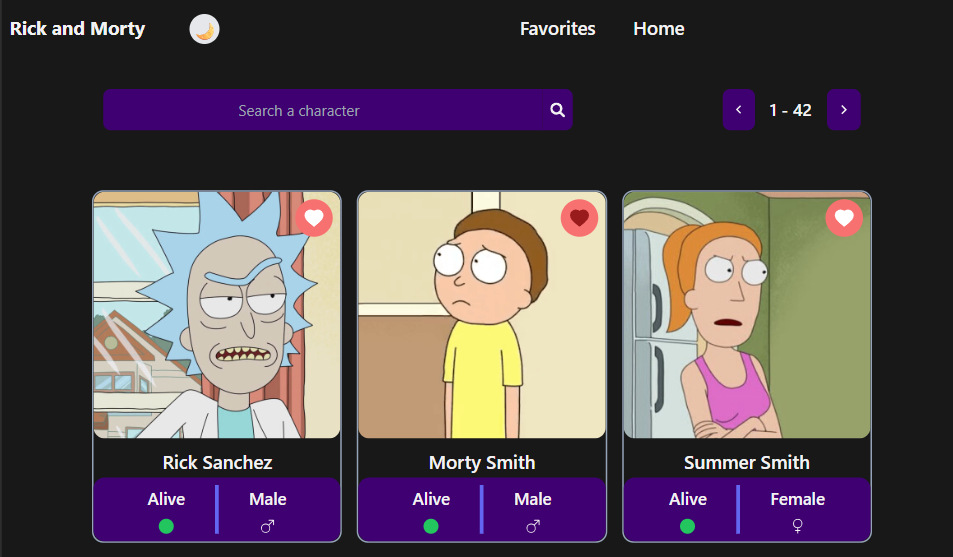 Rick and Morty
Favorites
Home
Search a character
1 - 42
Rick Sanchez
Morty Smith
Summer Smith
Alive
Male
Alive
Male
Alive
Female